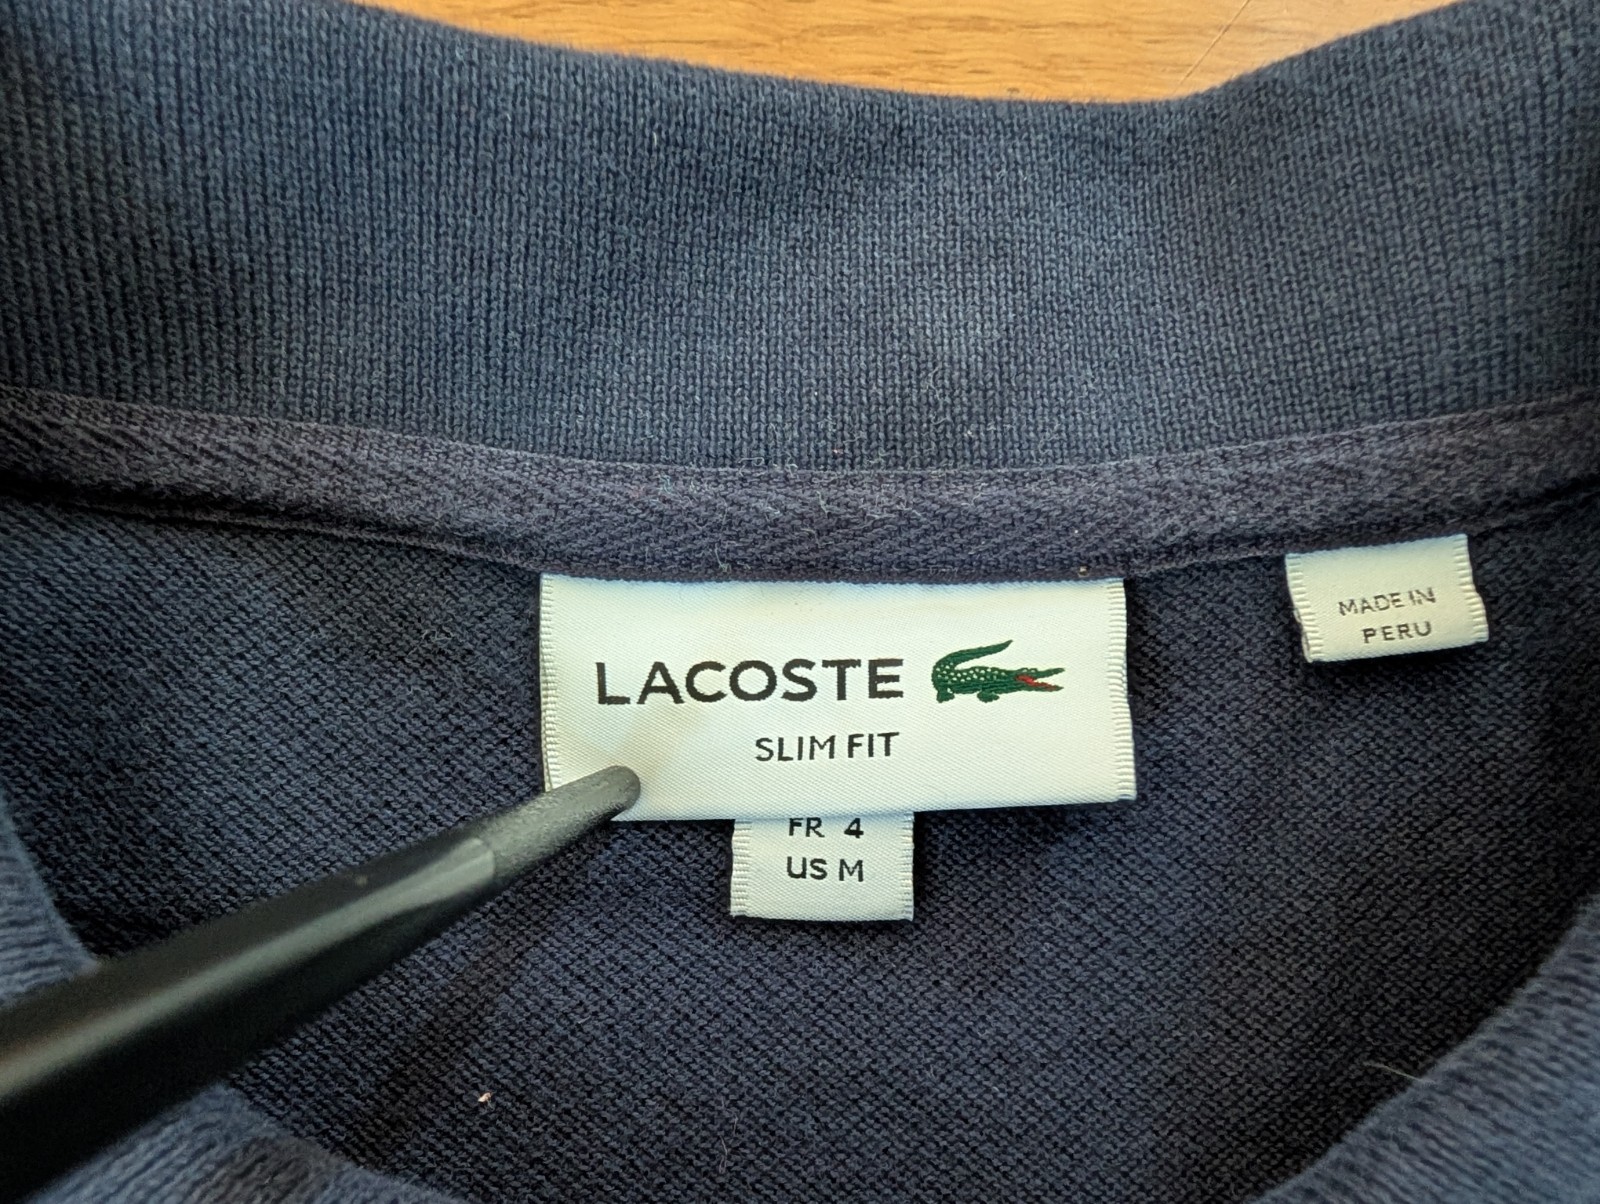 LACOSTE
SLIM FIT
FR 4
US M
MADE IN
PERU